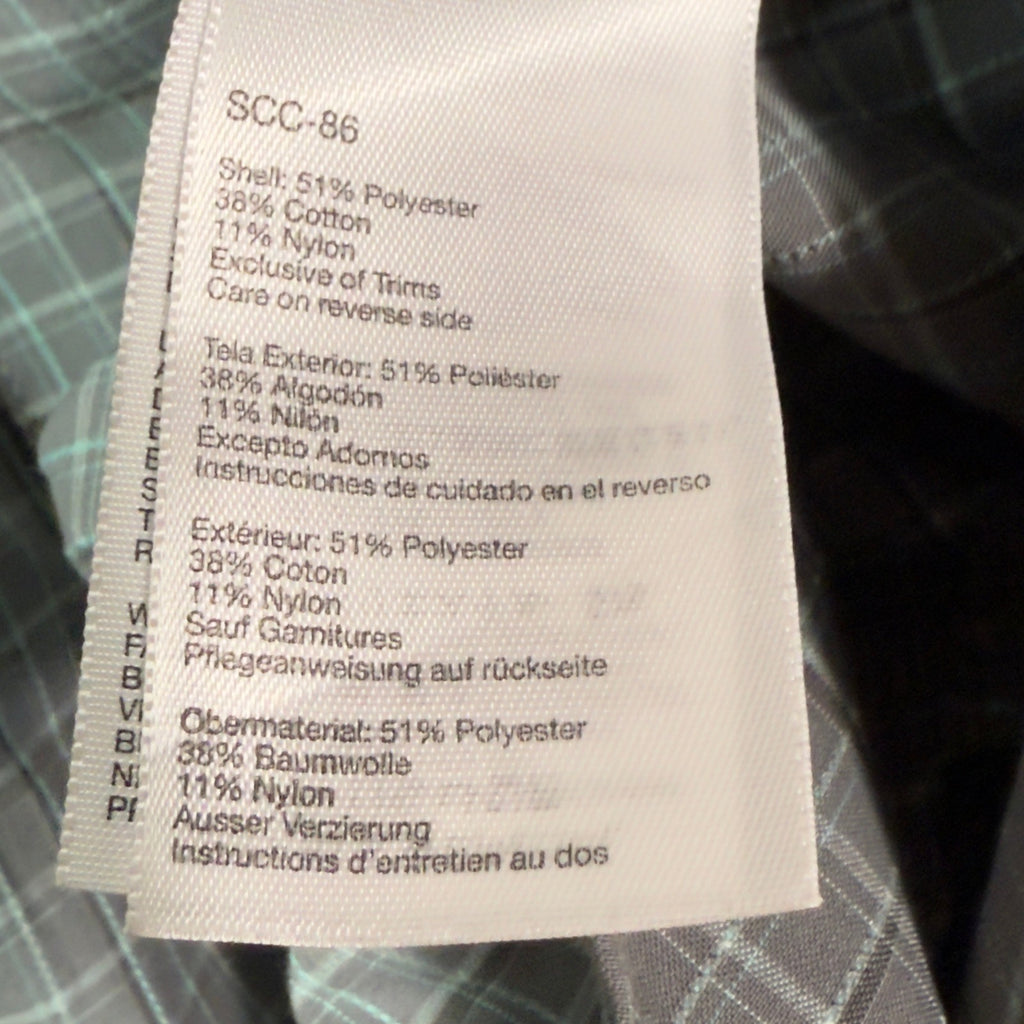 SCC-86
Shell: 51% Polyester
38% Cotton
11% Nylon
Exclusive of Trims
Care on reverse side
Tela Exterior: 51% Poliéster
38% Algodón
11% Nilón
Excepto Adornos
Instrucciones de cuidado en el reverso
Extérieur: 51% Polyester
38% Coton
11% Nylon
Sauf Garnitures
Pflegeanweisung auf rückseite
Obermaterial: 51% Polyester
38% Baumwolle
11% Nylon
Ausser Verzierung
Instructions d'entretien au dos